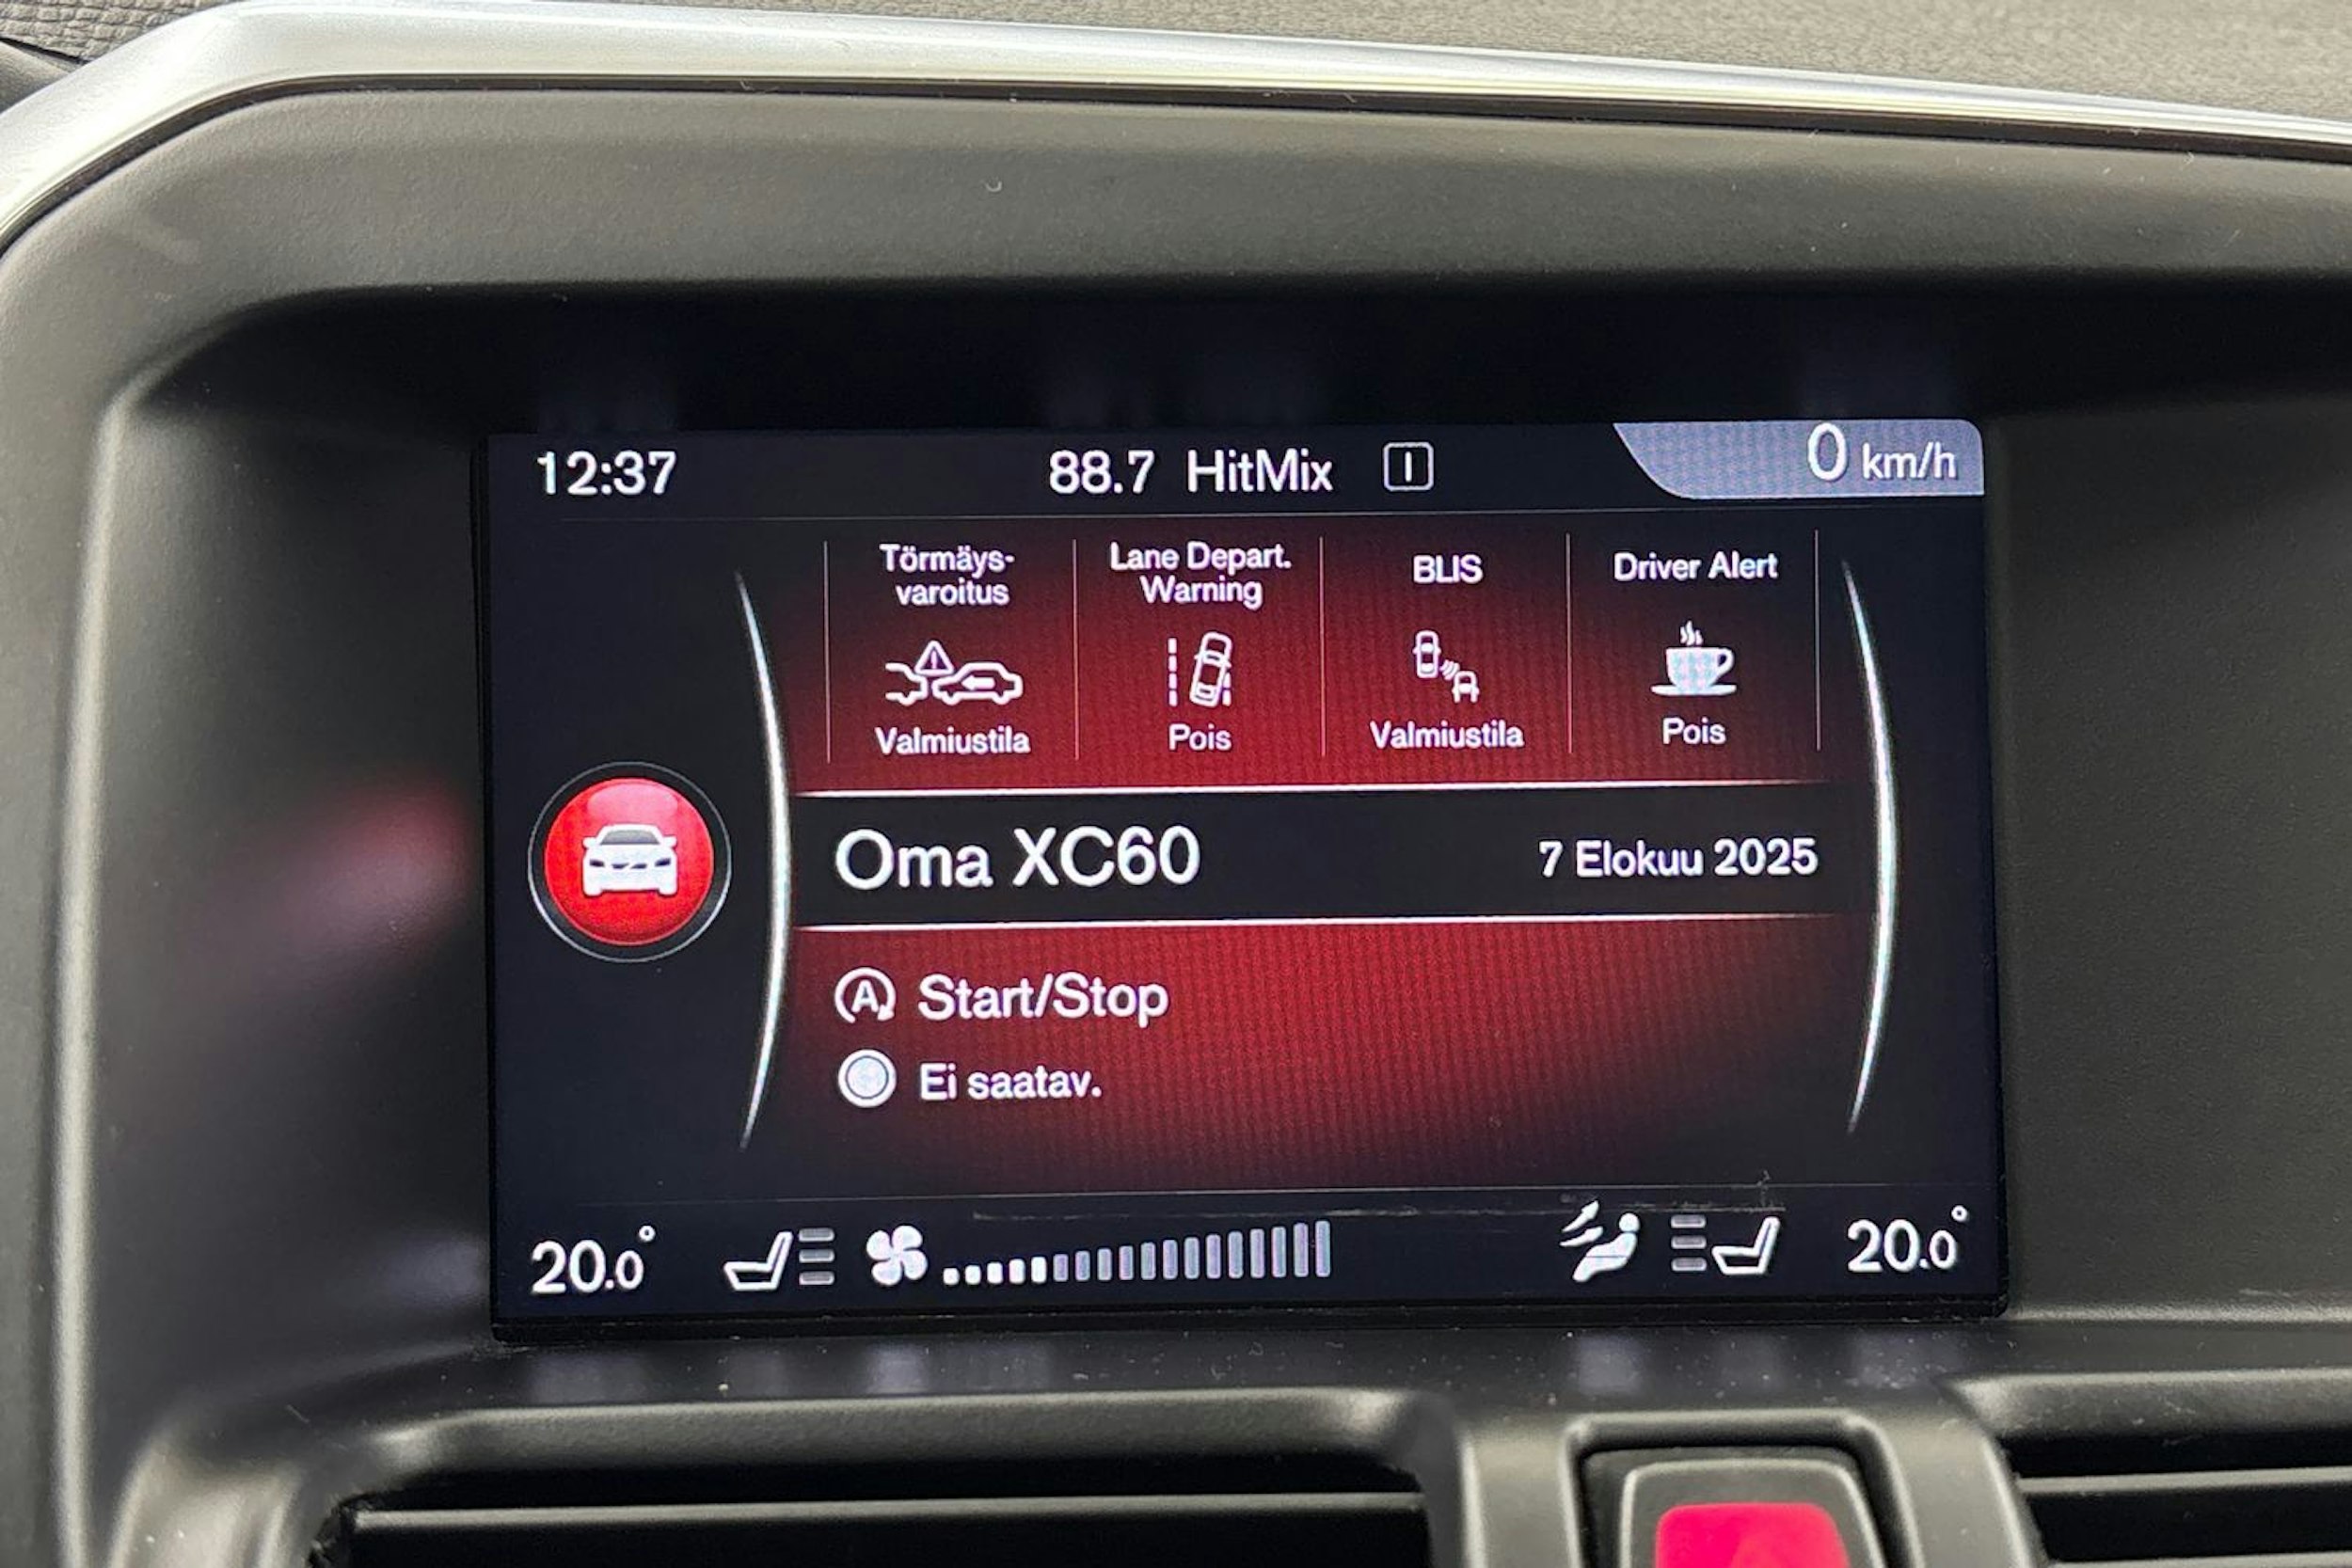 12:37 88.7 HitMix I 0 km/h
Törmäys-
varoitus
Valmiustila
Lane Depart.
Warning
Pois
BLIS
Valmiustila
Driver Alert
Pois
Oma XC60 7 Elokuu 2025
A Start/Stop
Ei saatav.
20.0° 20.0°